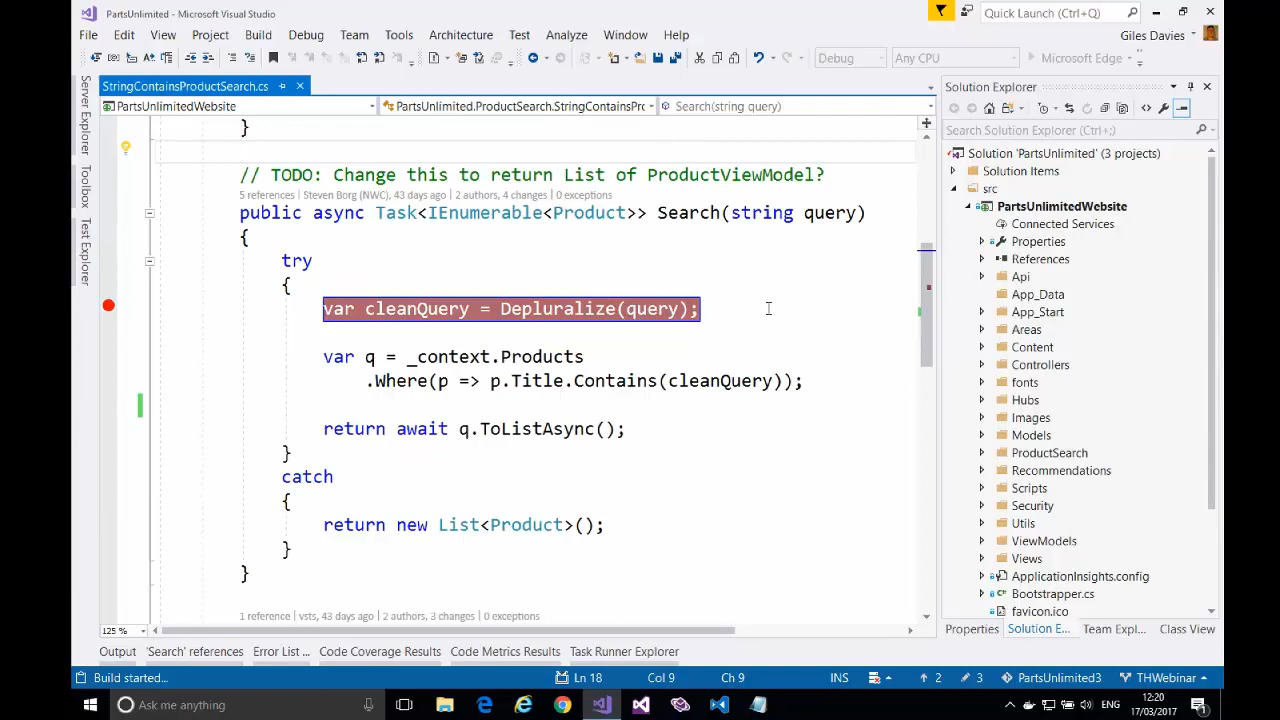 PartsUnlimited - Microsoft Visual Studio
Quick Launch (Ctrl+Q)
File Edit View Project Build Debug Team Tools Architecture Test Analyze Window Help
Giles Davies
Debug Any CPU Microsoft Edge
StringContainsProductSearch.cs
PartsUnlimitedWebsite PartsUnlimited.ProductSearch.StringContainsPr Search(string query)
}
// TODO: Change this to return List of ProductViewModel?
5 references | Steven Borg (NWC), 43 days ago | 2 authors, 4 changes | 0 exceptions
public async Task<IEnumerable<Product>> Search(string query)
{
try
{
var cleanQuery = Depluralize(query);
var q = _context.Products
.Where(p => p.Title.Contains(cleanQuery));
return await q.ToListAsync();
}
catch
{
return new List<Product>();
}
}
1 reference | vsts, 43 days ago | 2 authors, 3 changes | 0 exceptions
125 %
Server Explorer
Toolbox
Test Explorer
Solution Explorer
Search Solution Explorer (Ctrl+;)
Solution 'PartsUnlimited' (3 projects)
Solution Items
src
PartsUnlimitedWebsite
Connected Services
Properties
References
Api
App_Data
App_Start
Areas
Content
Controllers
fonts
Hubs
Images
Models
ProductSearch
Recommendations
Scripts
Security
Utils
ViewModels
Views
ApplicationInsights.config
Bootstrapper.cs
favicon.ico
Properties Solution E... Team Expl... Class View
Output 'Search' references Error List ... Code Coverage Results Code Metrics Results Task Runner Explorer
Build started... Ln 18 Col 9 Ch 9 INS 2 3 PartsUnlimited3 THWebinar
Ask me anything
ENG
12:20
17/03/2017
1